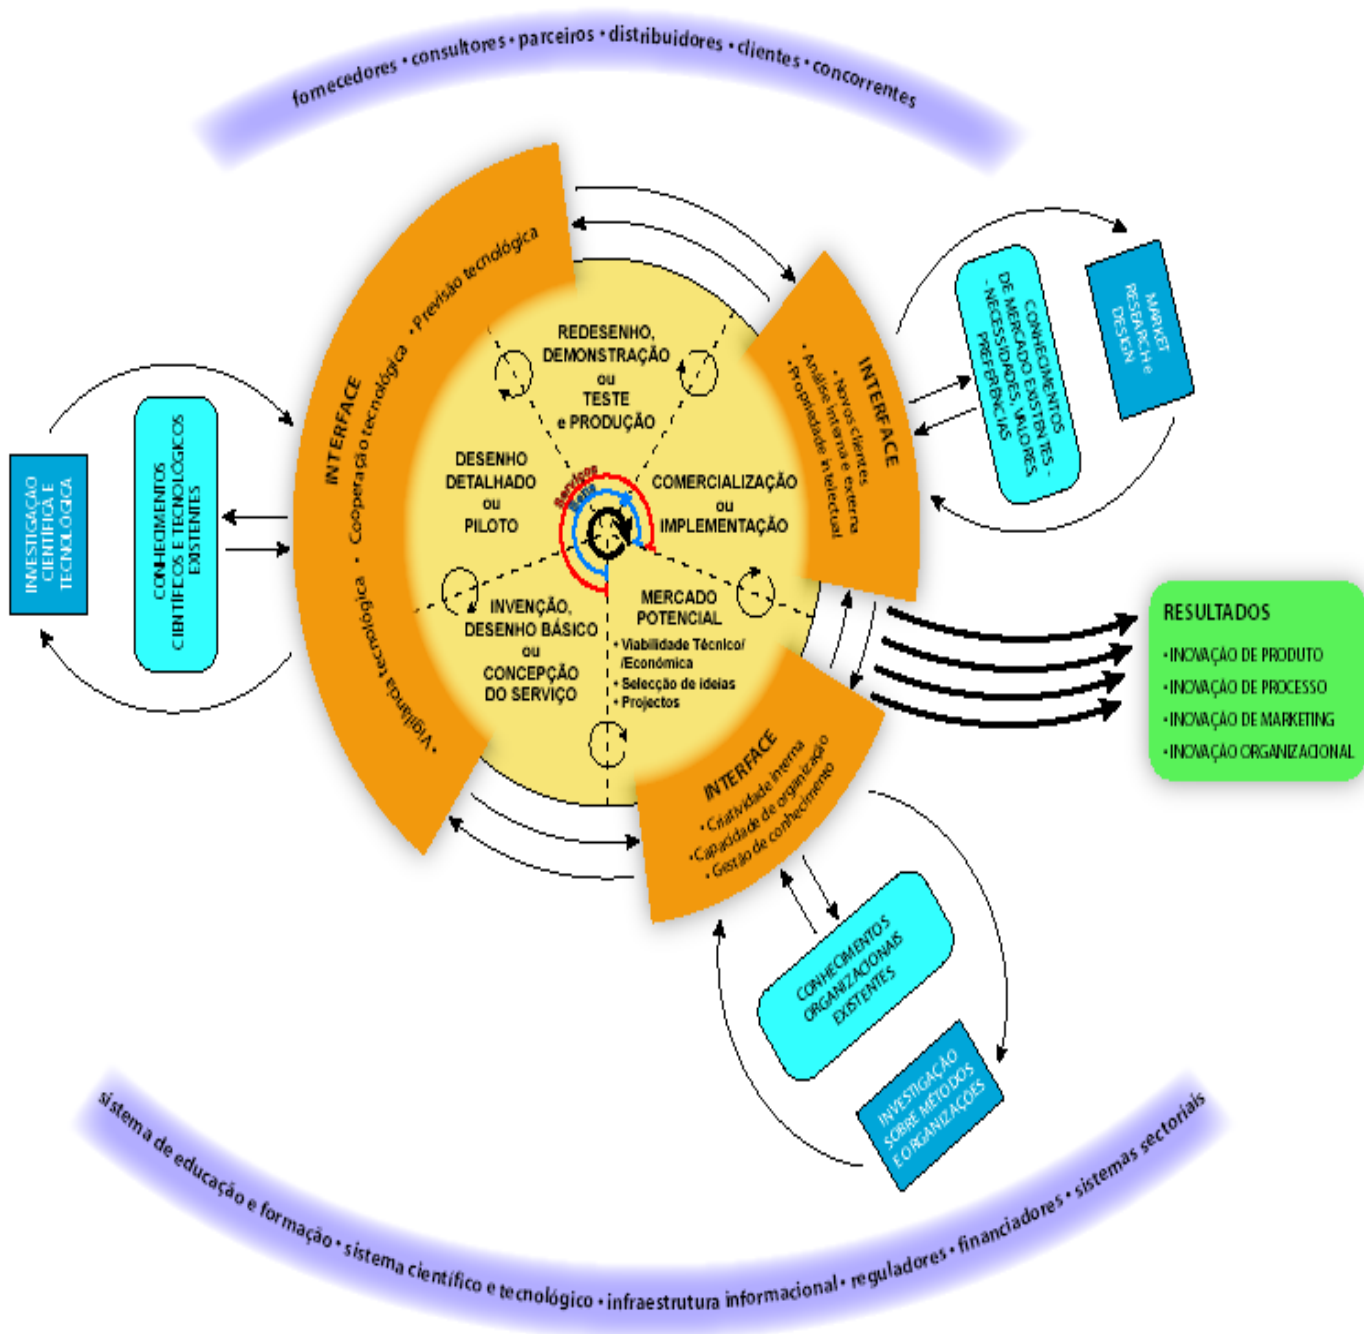 fornecedores • consultores • parceiros • distribuidores • clientes • concorrentes
INTERFACE
• Vigilância tecnológica • Cooperação tecnológica • Previsão tecnológica
INVESTIGAÇÃO
CIENTÍFICA E
TECNOLÓGICA
CONHECIMENTOS
CIENTÍFICOS E TECNOLÓGICOS
EXISTENTES
REDESENHO,
DEMONSTRAÇÃO
ou
TESTE
e PRODUÇÃO
DESENHO
DETALHADO
ou
PILOTO
Serviços
Bens
COMERCIALIZAÇÃO
ou
IMPLEMENTAÇÃO
INVENÇÃO,
DESENHO BÁSICO
ou
CONCEPÇÃO
DO SERVIÇO
MERCADO
POTENCIAL
• Viabilidade Técnico/
/Económica
• Selecção de ideias
• Projectos
INTERFACE
• Novos clientes
• Análise interna e externa
• Propriedade intelectual
CONHECIMENTOS
DE MERCADO EXISTENTES -
- NECESSIDADES, VALORES,
PREFERÊNCIAS
MARKET
RESEARCH e
DESIGN
RESULTADOS
• INOVAÇÃO DE PRODUTO
• INOVAÇÃO DE PROCESSO
• INOVAÇÃO DE MARKETING
• INOVAÇÃO ORGANIZACIONAL
INTERFACE
• Criatividade interna
• Capacidade de organização
• Gestão de conhecimento
CONHECIMENTOS
ORGANIZACIONAIS
EXISTENTES
INVESTIGAÇÃO
SOBRE MÉTODOS
E ORGANIZAÇÕES
sistema de educação e formação • sistema científico e tecnológico • infraestrutura informacional • reguladores • financiadores • sistemas sectoriais